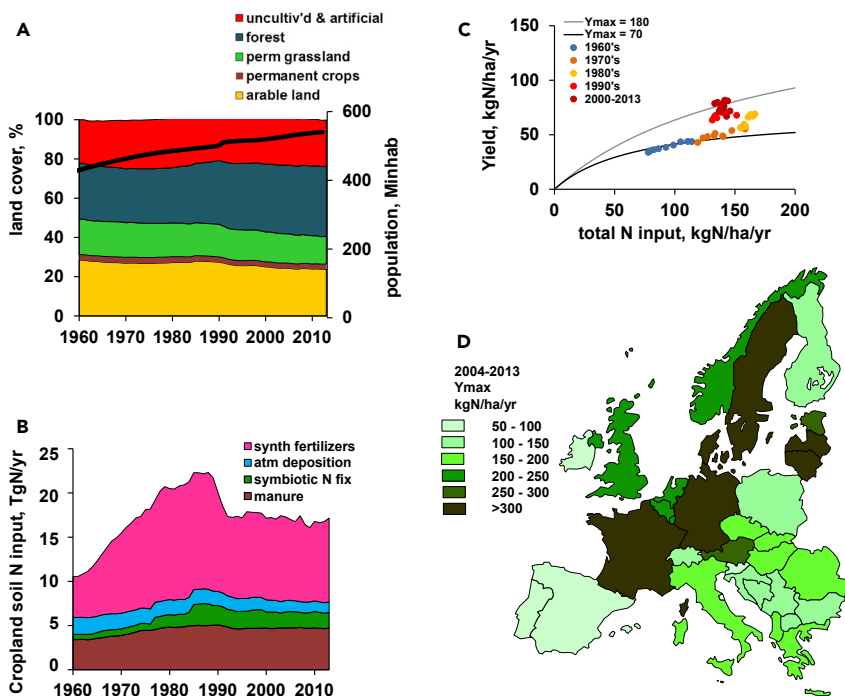 A
uncultiv'd & artificial
forest
perm grassland
permanent crops
arable land
land cover, %
100
80
60
40
20
0
600
400
200
0
population, Minhab
1960 1970 1980 1990 2000 2010
B
Cropland soil N input, TgN/yr
25
20
15
10
5
0
synth fertilizers
atm deposition
symbiotic N fix
manure
1960 1970 1980 1990 2000 2010
C
Ymax = 180
Ymax = 70
1960's
1970's
1980's
1990's
2000-2013
Yield, kgN/ha/yr
150
100
50
0
0 50 100 150 200
total N input, kgN/ha/yr
D
2004-2013
Ymax
kgN/ha/yr
50 - 100
100 - 150
150 - 200
200 - 250
250 - 300
>300